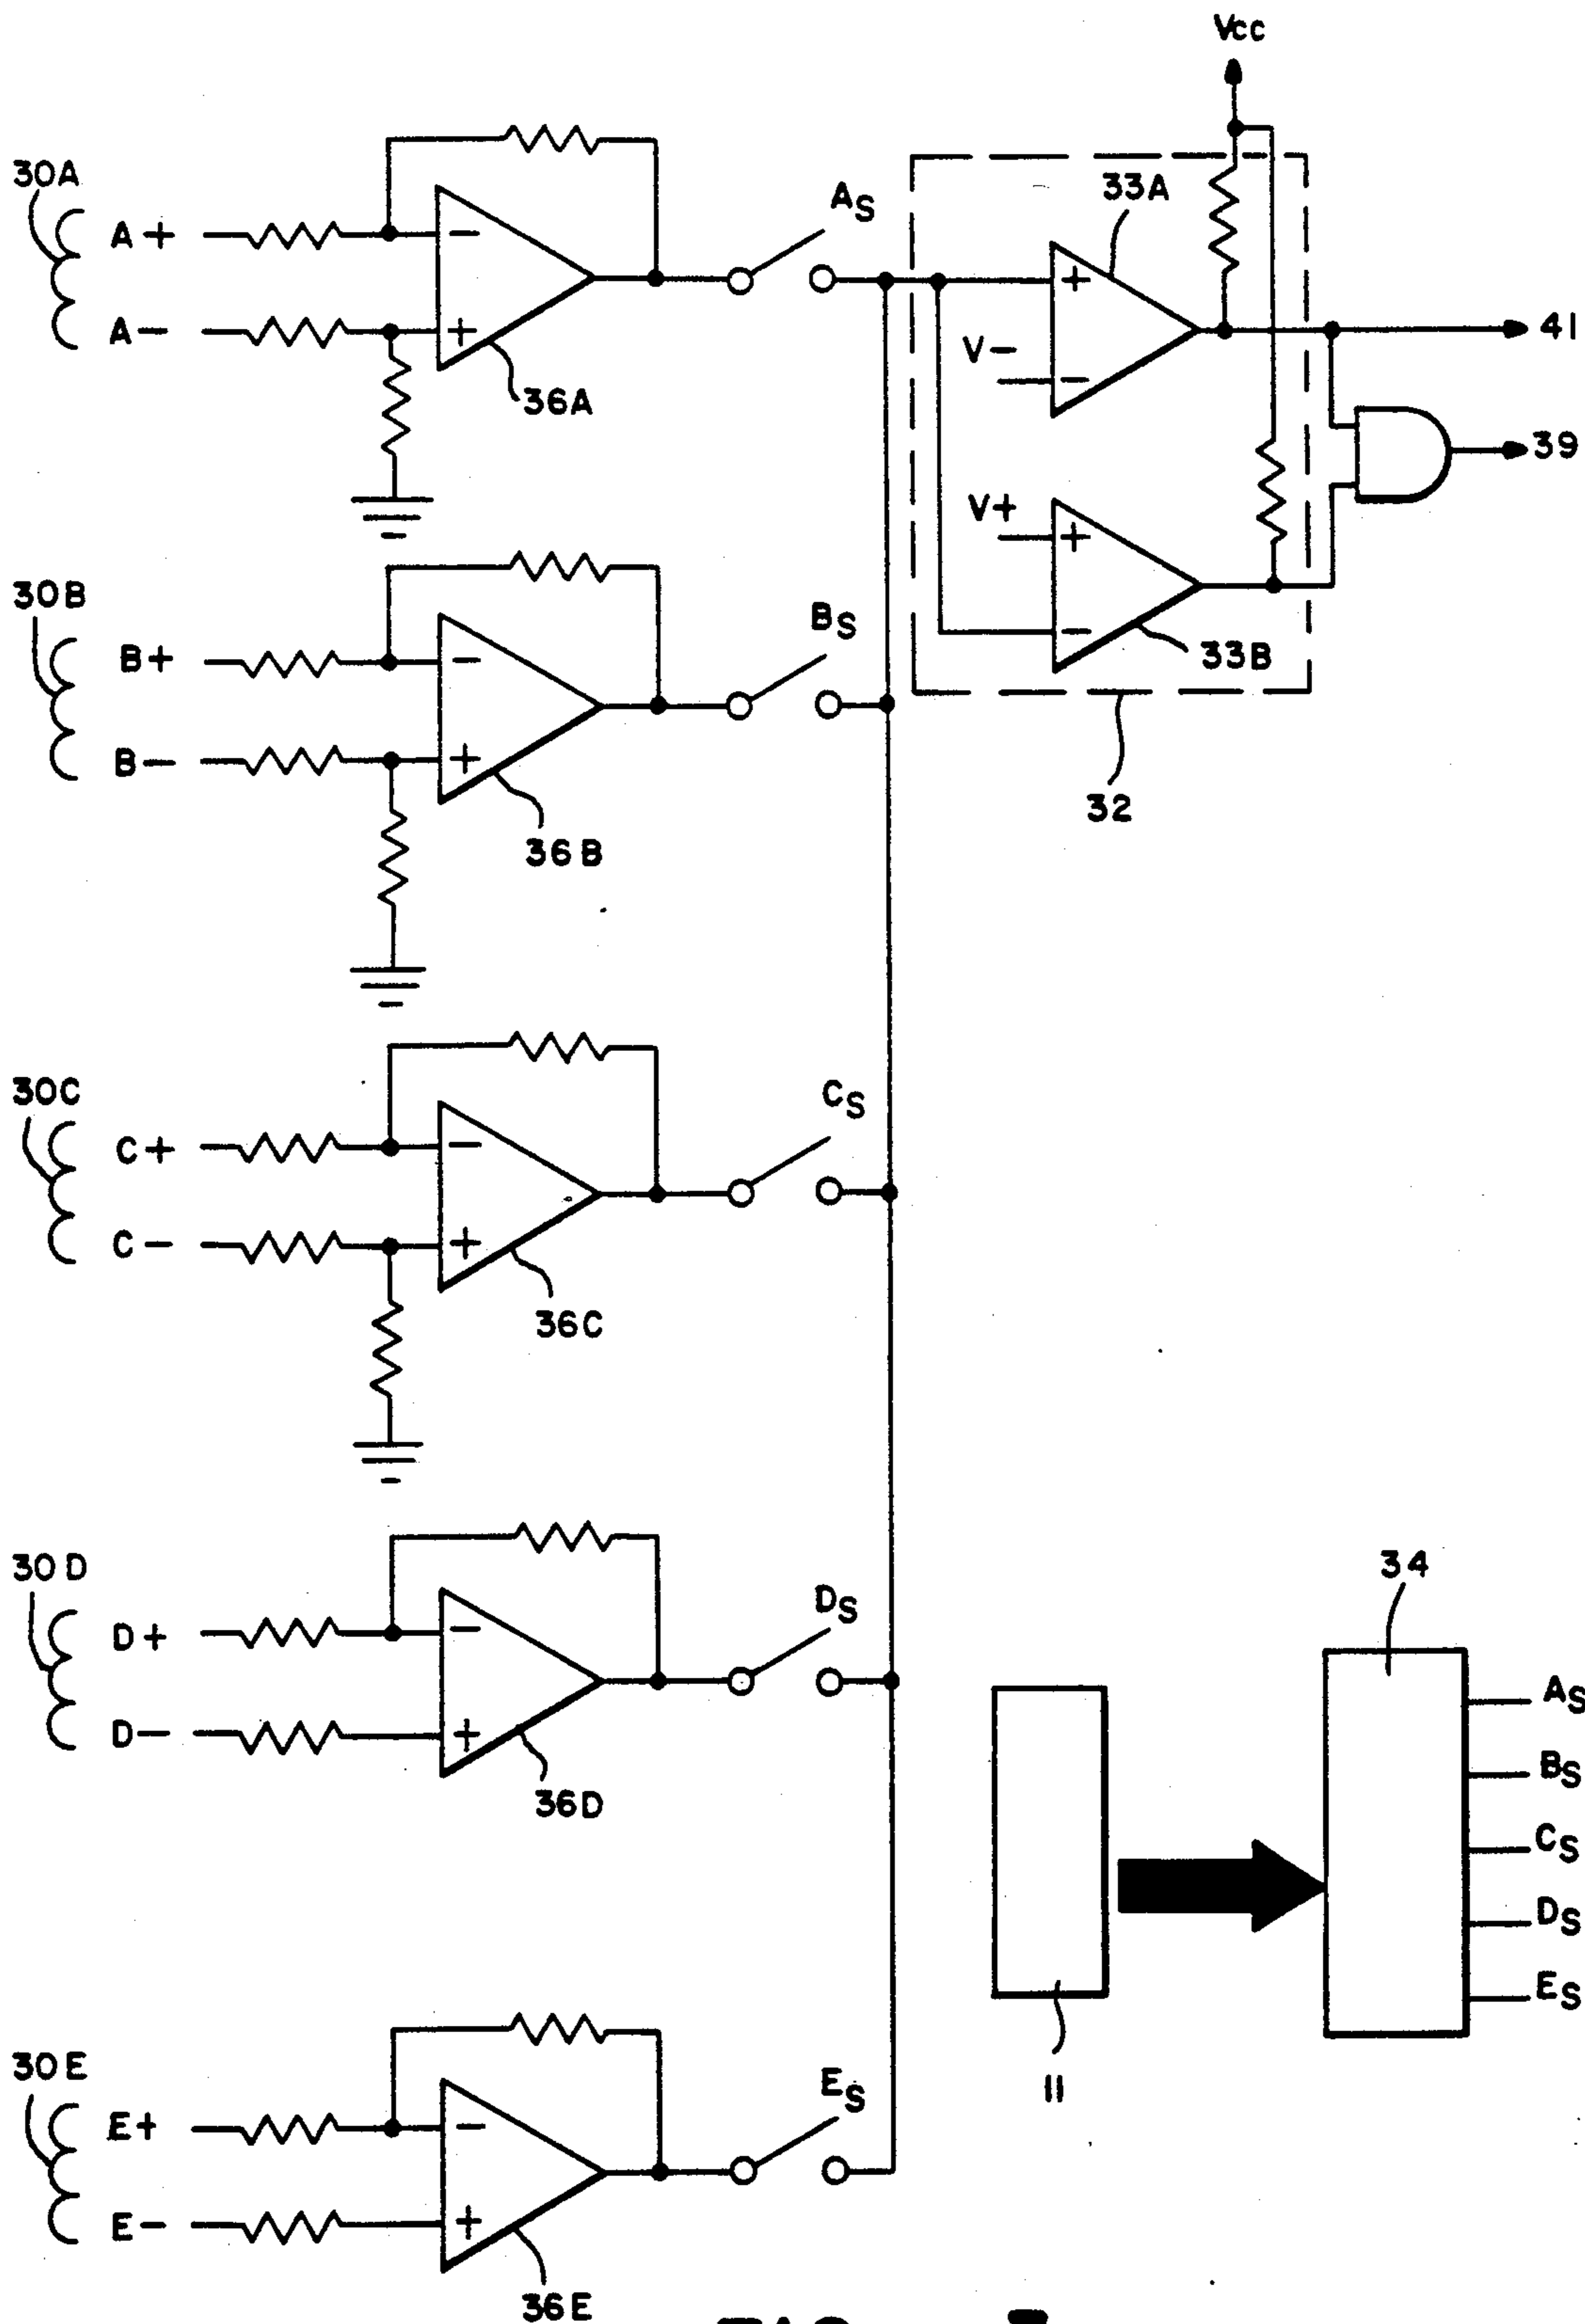 Vcc
30A
A+
A−
−
+
36A
AS
33A
+
V−
−
41
39
V+
+
−
33B
32
30B
B+
B−
−
+
36B
BS
30C
C+
C−
−
+
36C
CS
30D
D+
D−
−
+
36D
DS
34
AS
BS
CS
DS
ES
11
30E
E+
E−
−
+
36E
ES